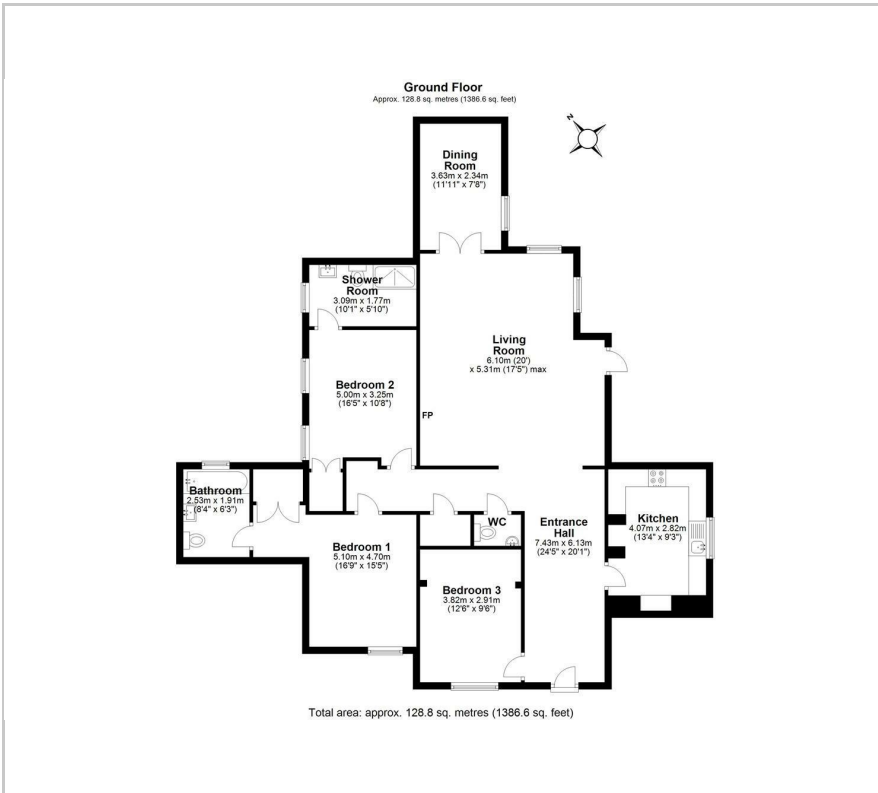 Ground Floor
Approx. 128.8 sq. metres (1386.6 sq. feet)
N
Dining
Room
3.63m x 2.34m
(11'11" x 7'8")
Shower
Room
3.09m x 1.77m
(10'1" x 5'10")
Living
Room
6.10m (20')
x 5.31m (17'5") max
Bedroom 2
5.00m x 3.25m
(16'5" x 10'8")
FP
Bathroom
2.53m x 1.91m
(8'4" x 6'3")
WC
Entrance
Hall
7.43m x 6.13m
(24'5" x 20'1")
Kitchen
4.07m x 2.82m
(13'4" x 9'3")
Bedroom 1
5.10m x 4.70m
(16'9" x 15'5")
Bedroom 3
3.82m x 2.91m
(12'6" x 9'6")
Total area: approx. 128.8 sq. metres (1386.6 sq. feet)